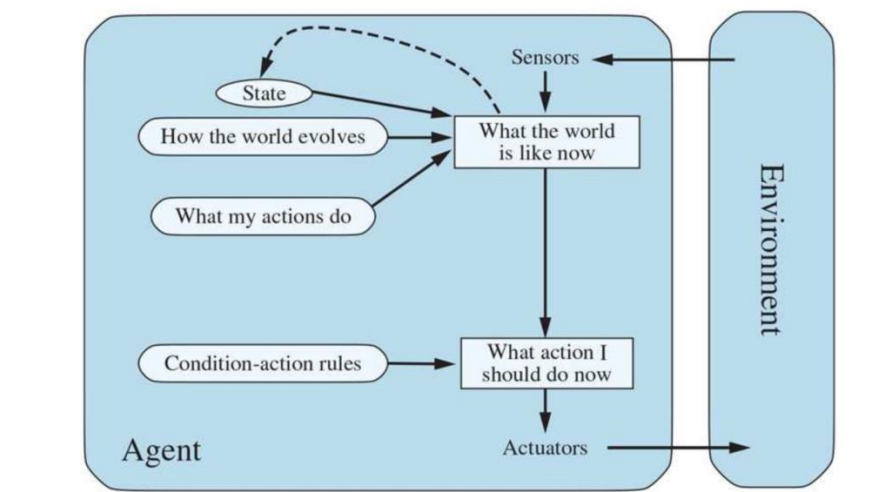 Sensors
State
How the world evolves
What the world
is like now
What my actions do
Environment
Condition-action rules
What action I
should do now
Agent
Actuators